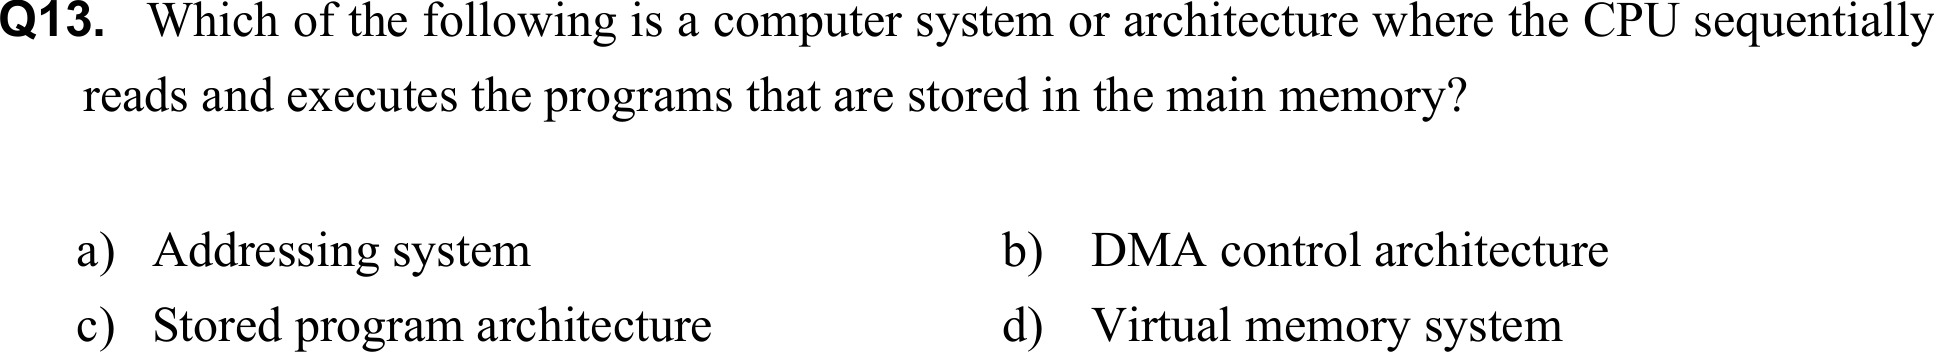 Q13. Which of the following is a computer system or architecture where the CPU sequentially
reads and executes the programs that are stored in the main memory?
a) Addressing system b) DMA control architecture
c) Stored program architecture d) Virtual memory system